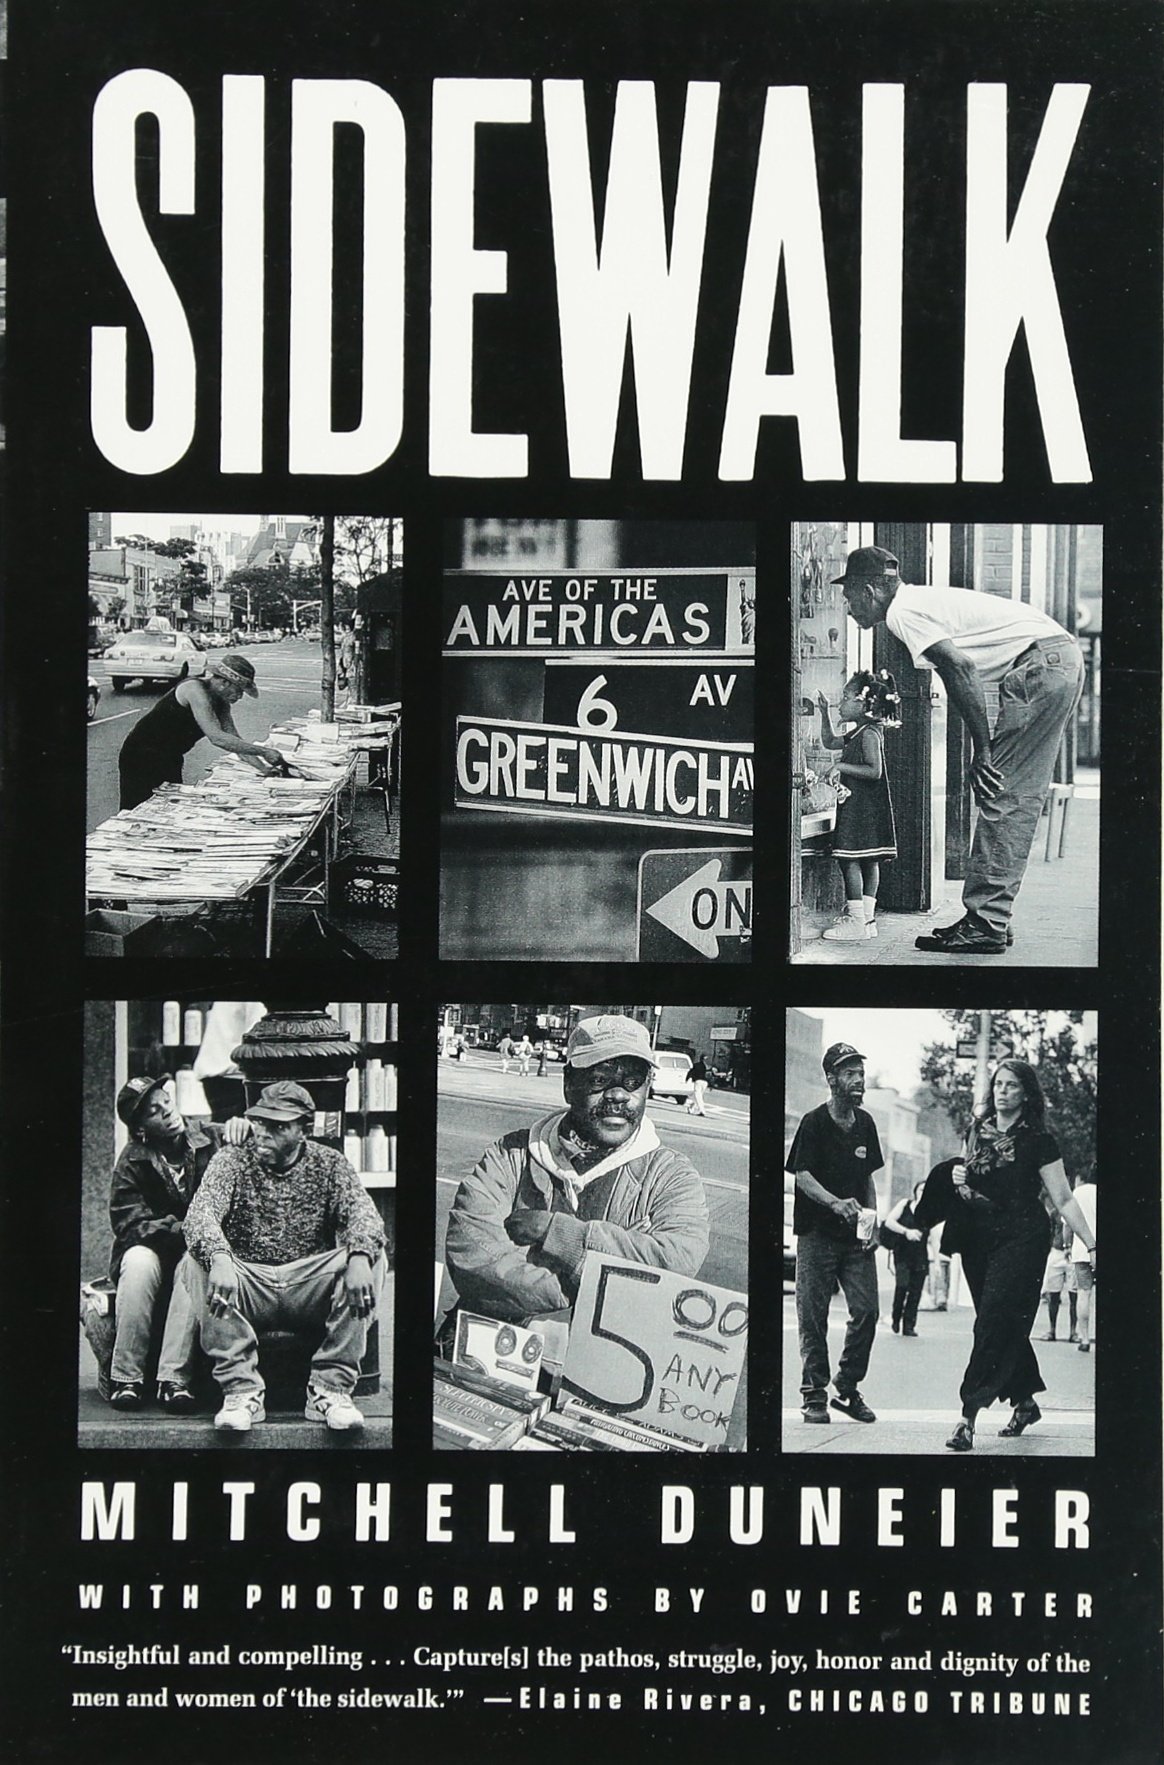 SIDEWALK
AVE OF THE
AMERICAS
6 AV
GREENWICH AV
ON
5 00
ANY
BOOK
MITCHELL DUNEIER
WITH PHOTOGRAPHS BY OVIE CARTER
“Insightful and compelling . . . Capture[s] the pathos, struggle, joy, honor and dignity of the
men and women of ‘the sidewalk.’” —Elaine Rivera, CHICAGO TRIBUNE